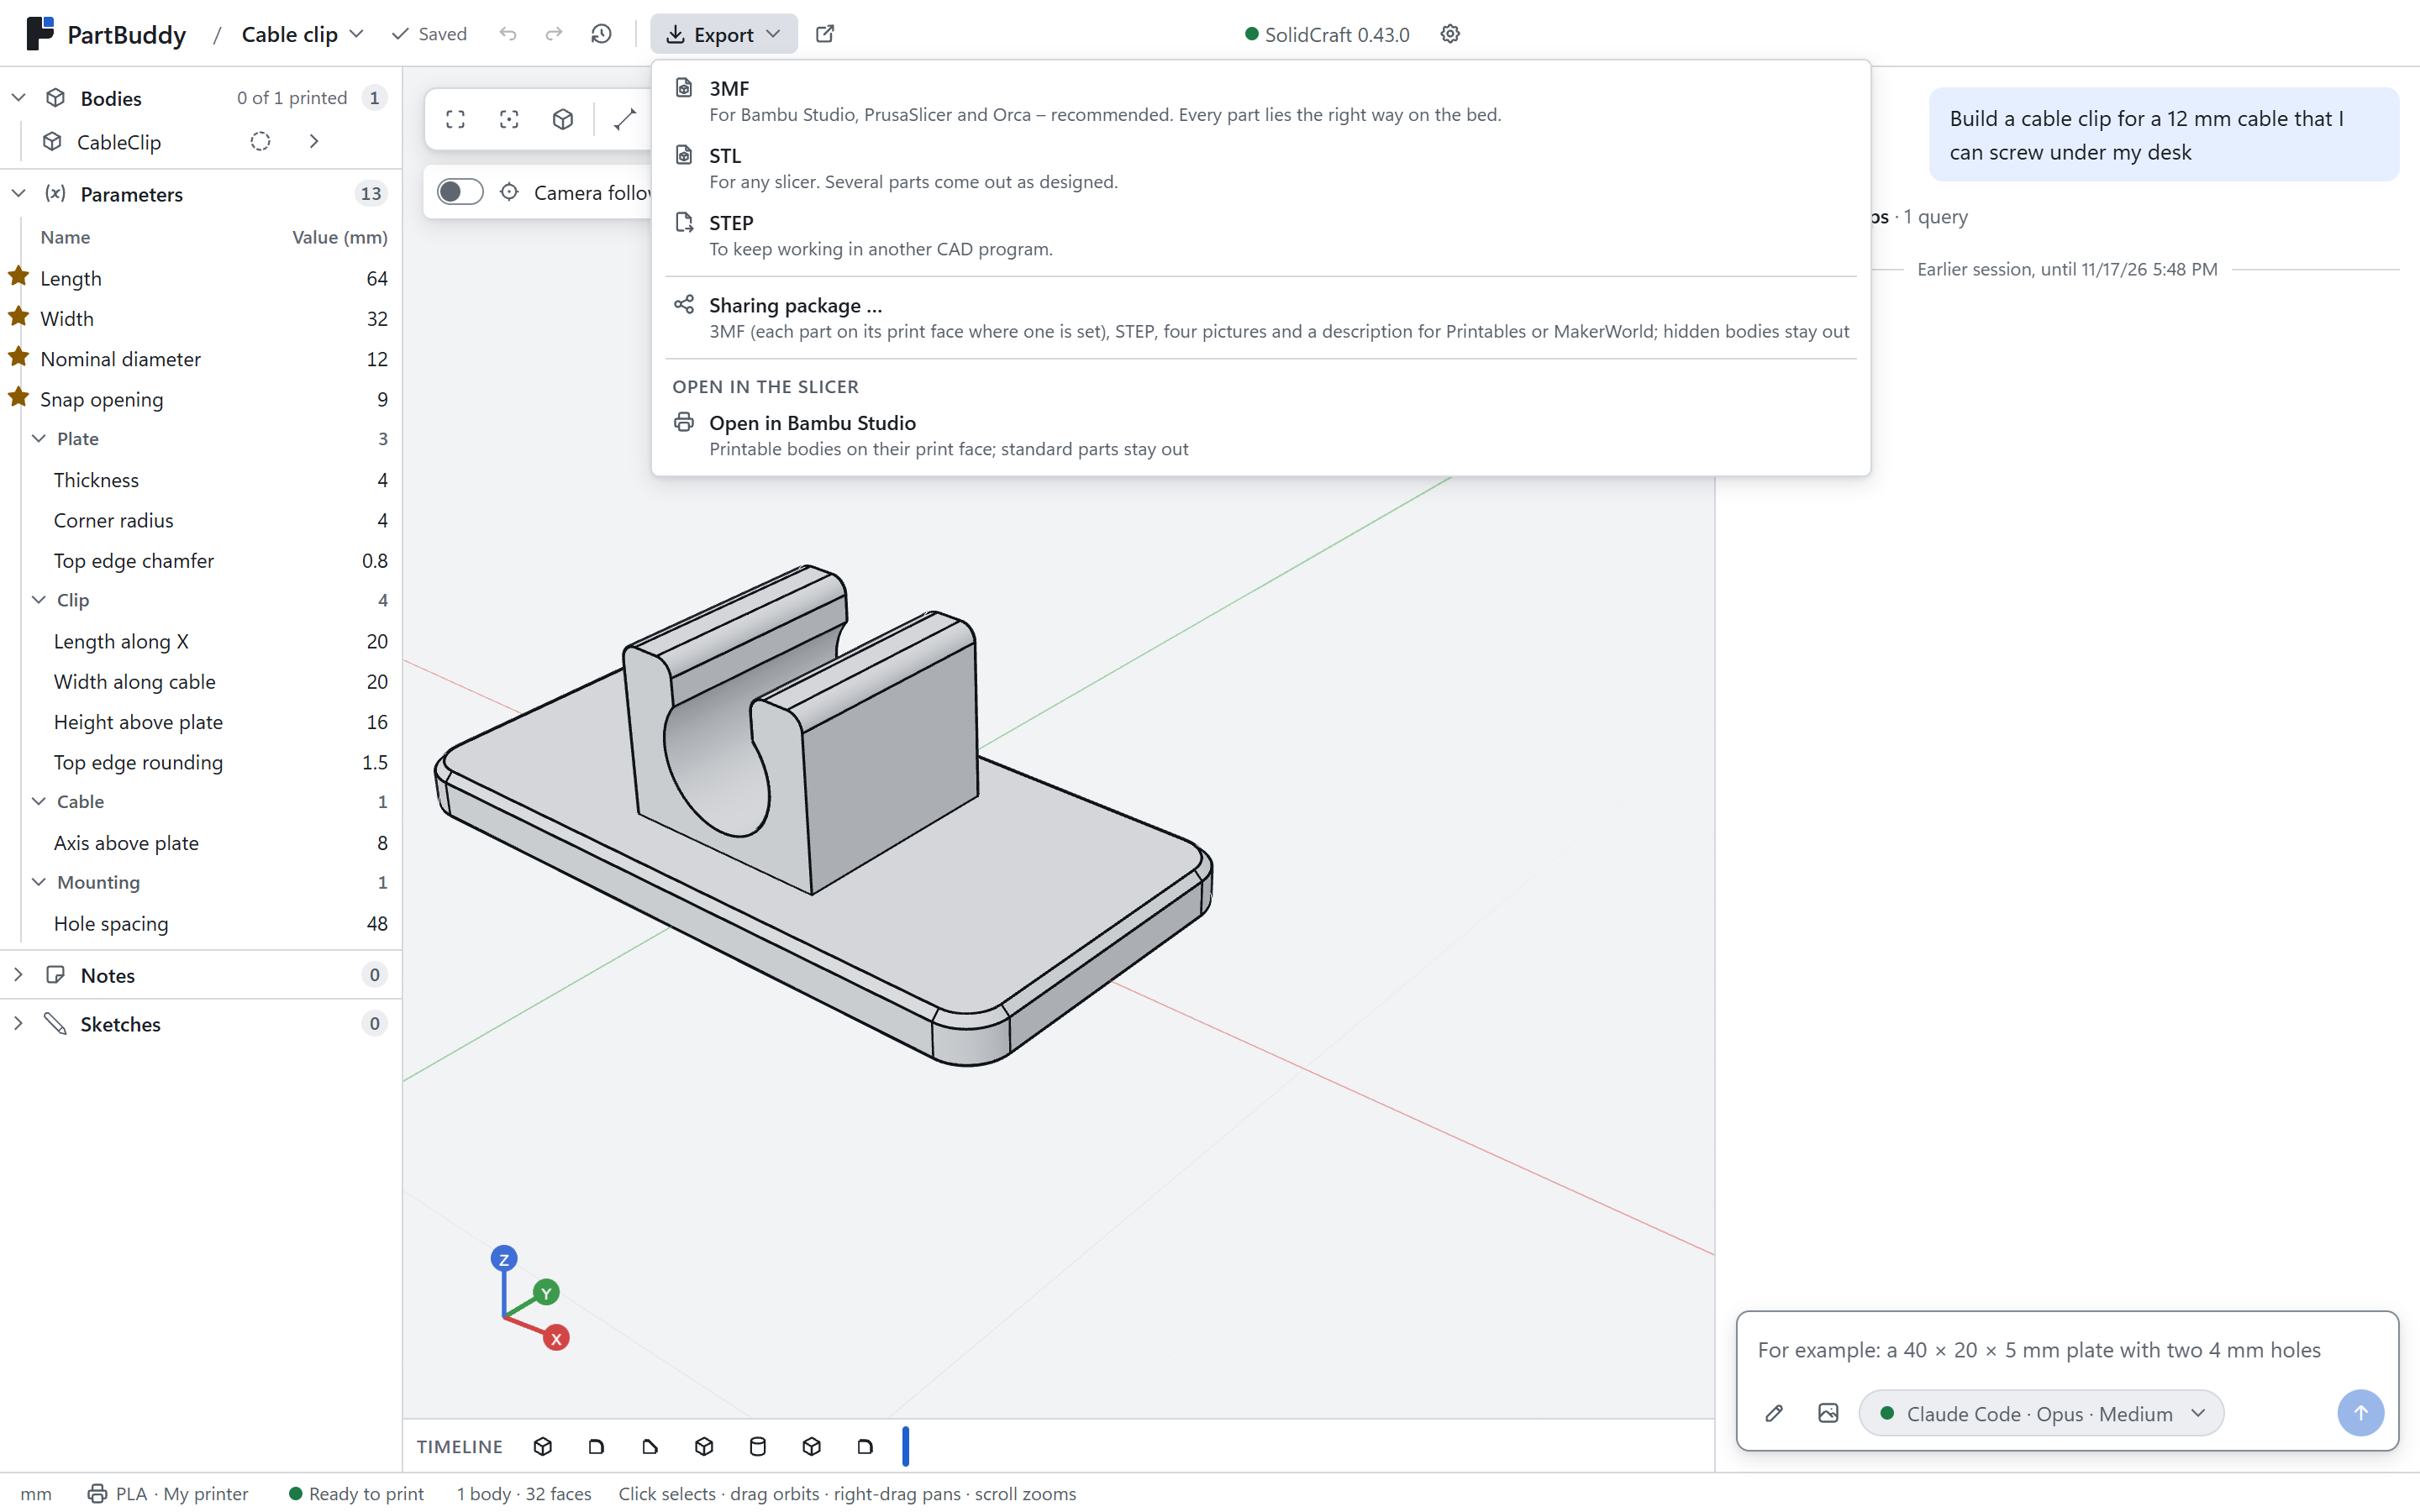 PartBuddy / Cable clip Saved Export SolidCraft 0.43.0
Bodies 0 of 1 printed 1
CableClip
Parameters 13
Name Value (mm)
Length 64
Width 32
Nominal diameter 12
Snap opening 9
Plate 3
Thickness 4
Corner radius 4
Top edge chamfer 0.8
Clip 4
Length along X 20
Width along cable 20
Height above plate 16
Top edge rounding 1.5
Cable 1
Axis above plate 8
Mounting 1
Hole spacing 48
Notes 0
Sketches 0
Camera follow
3MF
For Bambu Studio, PrusaSlicer and Orca – recommended. Every part lies the right way on the bed.
STL
For any slicer. Several parts come out as designed.
STEP
To keep working in another CAD program.
Sharing package ...
3MF (each part on its print face where one is set), STEP, four pictures and a description for Printables or MakerWorld; hidden bodies stay out
OPEN IN THE SLICER
Open in Bambu Studio
Printable bodies on their print face; standard parts stay out
Z
Y
X
TIMELINE
Build a cable clip for a 12 mm cable that I
can screw under my desk
· 1 query
Earlier session, until 11/17/26 5:48 PM
For example: a 40 × 20 × 5 mm plate with two 4 mm holes
Claude Code · Opus · Medium
mm PLA · My printer Ready to print 1 body · 32 faces Click selects · drag orbits · right-drag pans · scroll zooms